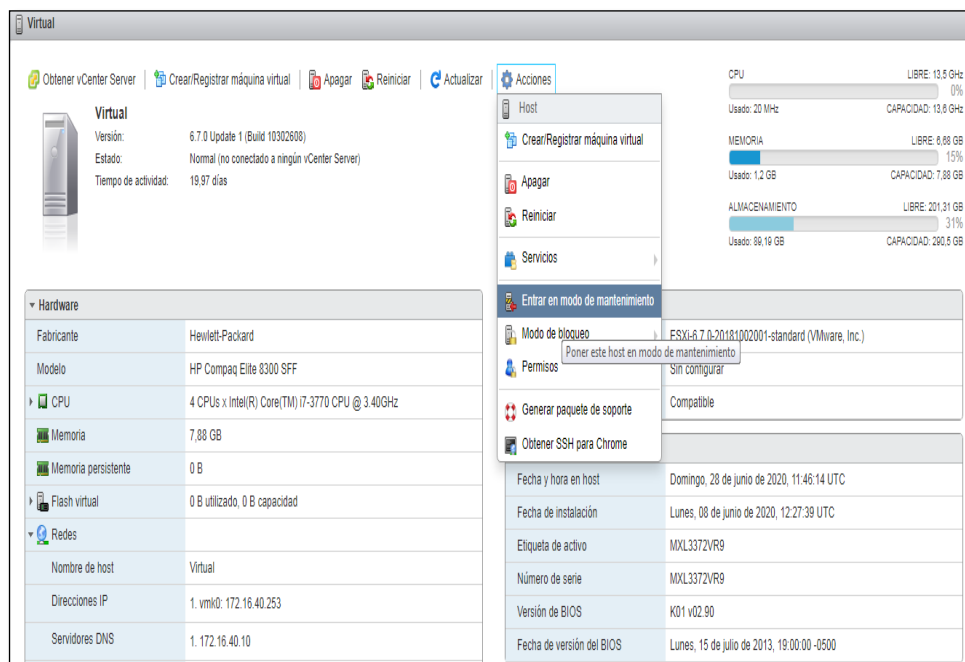 Virtual
Obtener vCenter Server | Crear/Registrar máquina virtual | Apagar Reiniciar | Actualizar | Acciones
Virtual
Versión: 6.7.0 Update 1 (Build 10302608)
Estado: Normal (no conectado a ningún vCenter Server)
Tiempo de actividad: 19,97 días
Host
Crear/Registrar máquina virtual
Apagar
Reiniciar
Servicios
Entrar en modo de mantenimiento
Modo de bloqueo
Poner este host en modo de mantenimiento
Permisos
Generar paquete de soporte
Obtener SSH para Chrome
CPU LIBRE: 13,5 GHz
0%
Usado: 20 MHz CAPACIDAD: 13,6 GHz
MEMORIA LIBRE: 6,68 GB
15%
Usado: 1,2 GB CAPACIDAD: 7,88 GB
ALMACENAMIENTO LIBRE: 201,31 GB
31%
Usado: 89,19 GB CAPACIDAD: 290,5 GB
Hardware
Fabricante Hewlett-Packard
Modelo HP Compaq Elite 8300 SFF
CPU 4 CPUs x Intel(R) Core(TM) i7-3770 CPU @ 3.40GHz
Memoria 7,88 GB
Memoria persistente 0 B
Flash virtual 0 B utilizado, 0 B capacidad
Redes
Nombre de host Virtual
Direcciones IP 1. vmk0: 172.16.40.253
Servidores DNS 1. 172.16.40.10
ESXi-6.7.0-20181002001-standard (VMware, Inc.)
Sin configurar
Compatible
Fecha y hora en host Domingo, 28 de junio de 2020, 11:46:14 UTC
Fecha de instalación Lunes, 08 de junio de 2020, 12:27:39 UTC
Etiqueta de activo MXL3372VR9
Número de serie MXL3372VR9
Versión de BIOS K01 v02.90
Fecha de versión del BIOS Lunes, 15 de julio de 2013, 19:00:00 -0500